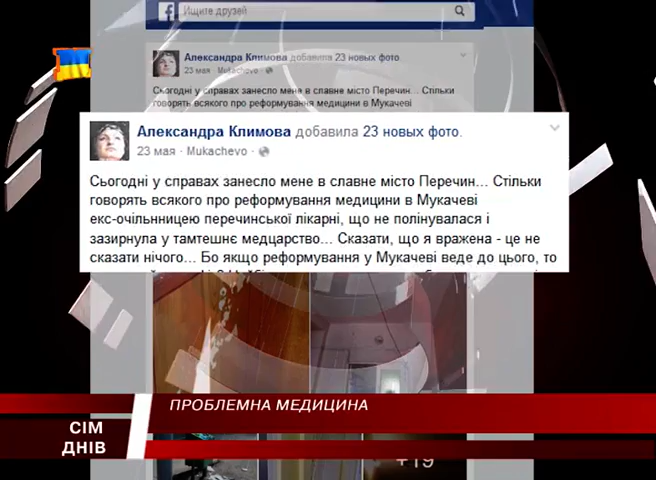 Ищите друзей
Александра Климова добавила 23 новых фото
23 мая · Mukachevo ·
Сьогодні у справах занесло мене в славне місто Перечин... Стільки
говорять всякого про реформування медицини в Мукачеві
Александра Климова добавила 23 новых фото.
23 мая · Mukachevo ·
Сьогодні у справах занесло мене в славне місто Перечин... Стільки
говорять всякого про реформування медицини в Мукачеві
екс-очільницею перечинської лікарні, що не полінувалася і
зазирнула у тамтешнє медцарство... Сказати, що я вражена - це не
сказати нічого... Бо якщо реформування у Мукачеві веде до цього, то
+19
ПРОБЛЕМНА МЕДИЦИНА
СІМ
ДНІВ